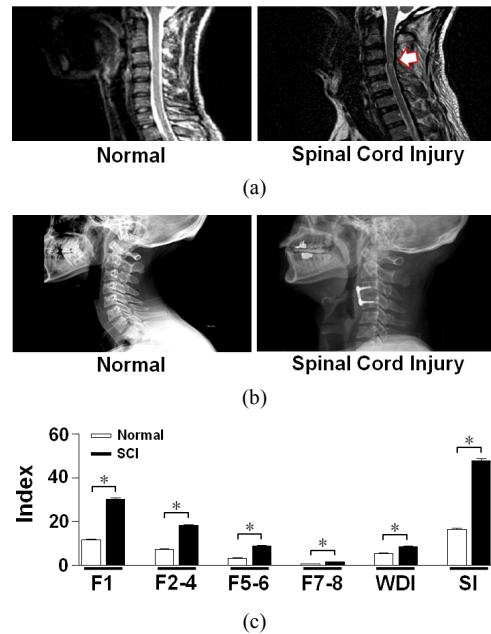 Normal Spinal Cord Injury
(a)
Normal Spinal Cord Injury
(b)
60
Normal
SCI
40
20
0
Index
* * * * * *
F1 F2-4 F5-6 F7-8 WDI SI
(c)